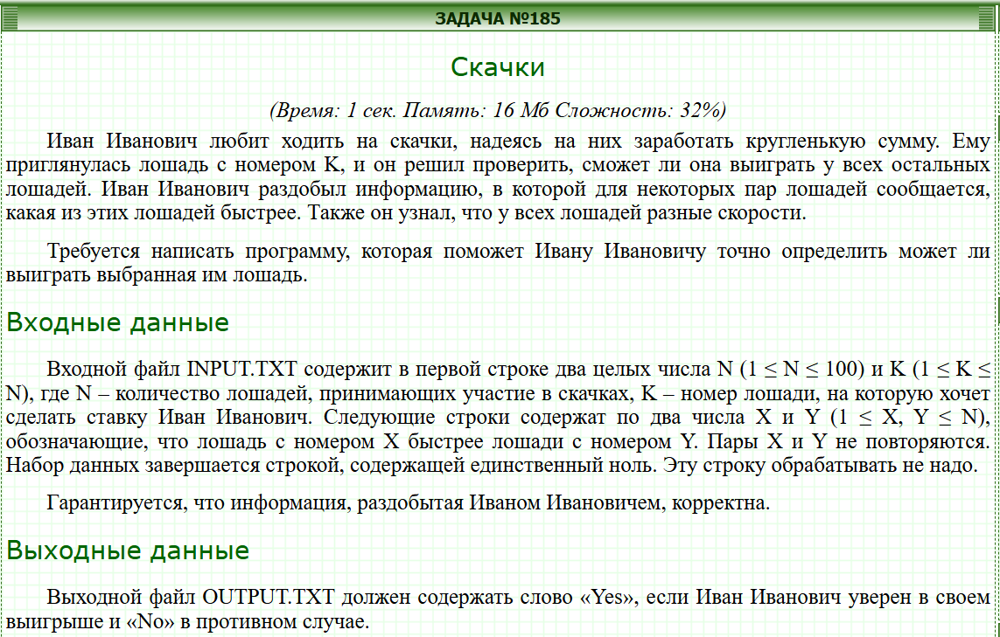 ЗАДАЧА №185
Скачки
(Время: 1 сек. Память: 16 Мб Сложность: 32%)
Иван Иванович любит ходить на скачки, надеясь на них заработать кругленькую сумму. Ему
приглянулась лошадь с номером K, и он решил проверить, сможет ли она выиграть у всех остальных
лошадей. Иван Иванович раздобыл информацию, в которой для некоторых пар лошадей сообщается,
какая из этих лошадей быстрее. Также он узнал, что у всех лошадей разные скорости.
Требуется написать программу, которая поможет Ивану Ивановичу точно определить может ли
выиграть выбранная им лошадь.
Входные данные
Входной файл INPUT.TXT содержит в первой строке два целых числа N (1 ≤ N ≤ 100) и K (1 ≤ K ≤
N), где N – количество лошадей, принимающих участие в скачках, K – номер лошади, на которую хочет
сделать ставку Иван Иванович. Следующие строки содержат по два числа X и Y (1 ≤ X, Y ≤ N),
обозначающие, что лошадь с номером X быстрее лошади с номером Y. Пары X и Y не повторяются.
Набор данных завершается строкой, содержащей единственный ноль. Эту строку обрабатывать не надо.
Гарантируется, что информация, раздобытая Иваном Ивановичем, корректна.
Выходные данные
Выходной файл OUTPUT.TXT должен содержать слово «Yes», если Иван Иванович уверен в своем
выигрыше и «No» в противном случае.